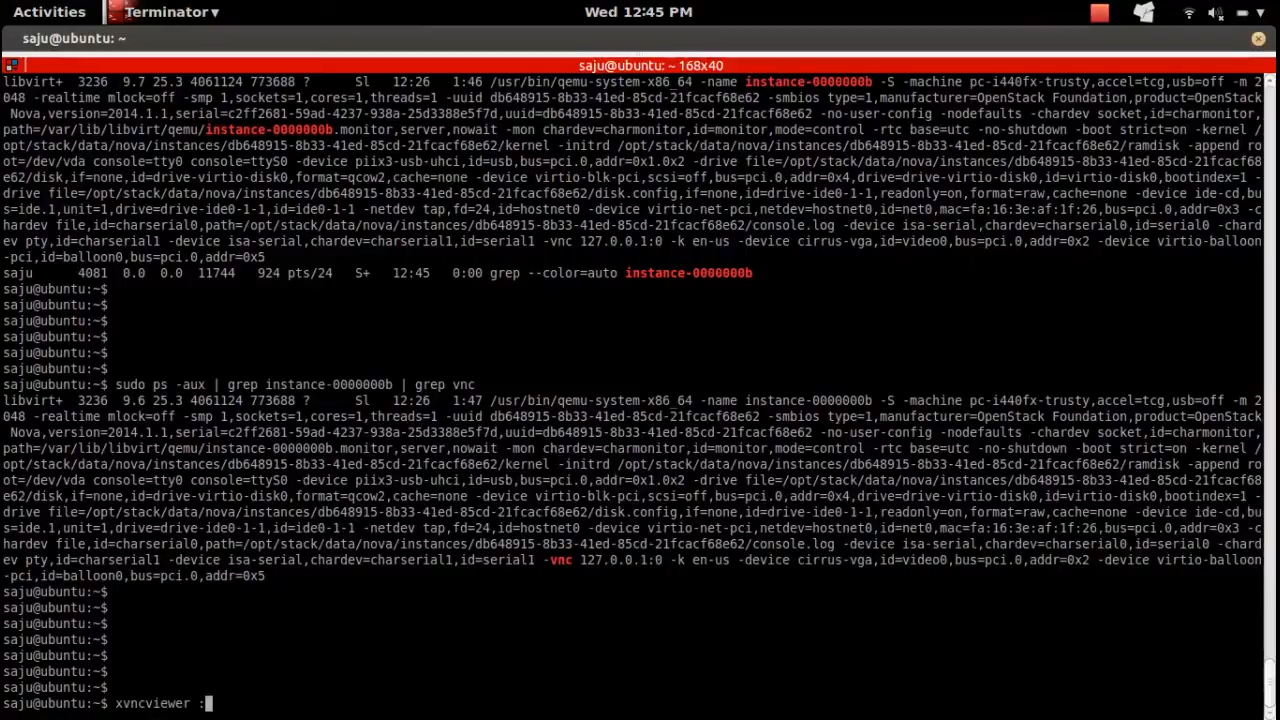 Activities
Terminator▾
Wed 12:45 PM
saju@ubuntu: ~
saju@ubuntu: ~ 168x40
libvirt+  3236  9.7 25.3 4061124 773688 ?      Sl   12:26   1:46 /usr/bin/qemu-system-x86_64 -name instance-0000000b -S -machine pc-i440fx-trusty,accel=tcg,usb=off -m 2
048 -realtime mlock=off -smp 1,sockets=1,cores=1,threads=1 -uuid db648915-8b33-41ed-85cd-21fcacf68e62 -smbios type=1,manufacturer=OpenStack Foundation,product=OpenStack
 Nova,version=2014.1.1,serial=c2ff2681-59ad-4237-938a-25d3388e5f7d,uuid=db648915-8b33-41ed-85cd-21fcacf68e62 -no-user-config -nodefaults -chardev socket,id=charmonitor,
path=/var/lib/libvirt/qemu/instance-0000000b.monitor,server,nowait -mon chardev=charmonitor,id=monitor,mode=control -rtc base=utc -no-shutdown -boot strict=on -kernel /
opt/stack/data/nova/instances/db648915-8b33-41ed-85cd-21fcacf68e62/kernel -initrd /opt/stack/data/nova/instances/db648915-8b33-41ed-85cd-21fcacf68e62/ramdisk -append ro
ot=/dev/vda console=tty0 console=ttyS0 -device piix3-usb-uhci,id=usb,bus=pci.0,addr=0x1.0x2 -drive file=/opt/stack/data/nova/instances/db648915-8b33-41ed-85cd-21fcacf68
e62/disk,if=none,id=drive-virtio-disk0,format=qcow2,cache=none -device virtio-blk-pci,scsi=off,bus=pci.0,addr=0x4,drive=drive-virtio-disk0,id=virtio-disk0,bootindex=1 -
drive file=/opt/stack/data/nova/instances/db648915-8b33-41ed-85cd-21fcacf68e62/disk.config,if=none,id=drive-ide0-1-1,readonly=on,format=raw,cache=none -device ide-cd,bu
s=ide.1,unit=1,drive=drive-ide0-1-1,id=ide0-1-1 -netdev tap,fd=24,id=hostnet0 -device virtio-net-pci,netdev=hostnet0,id=net0,mac=fa:16:3e:af:1f:26,bus=pci.0,addr=0x3 -c
hardev file,id=charserial0,path=/opt/stack/data/nova/instances/db648915-8b33-41ed-85cd-21fcacf68e62/console.log -device isa-serial,chardev=charserial0,id=serial0 -chard
ev pty,id=charserial1 -device isa-serial,chardev=charserial1,id=serial1 -vnc 127.0.0.1:0 -k en-us -device cirrus-vga,id=video0,bus=pci.0,addr=0x2 -device virtio-balloon
-pci,id=balloon0,bus=pci.0,addr=0x5
saju      4081  0.0  0.0  11744   924 pts/24   S+   12:45   0:00 grep --color=auto instance-0000000b
saju@ubuntu:~$
saju@ubuntu:~$
saju@ubuntu:~$
saju@ubuntu:~$
saju@ubuntu:~$
saju@ubuntu:~$
saju@ubuntu:~$ sudo ps -aux | grep instance-0000000b | grep vnc
libvirt+  3236  9.6 25.3 4061124 773688 ?      Sl   12:26   1:47 /usr/bin/qemu-system-x86_64 -name instance-0000000b -S -machine pc-i440fx-trusty,accel=tcg,usb=off -m 2
048 -realtime mlock=off -smp 1,sockets=1,cores=1,threads=1 -uuid db648915-8b33-41ed-85cd-21fcacf68e62 -smbios type=1,manufacturer=OpenStack Foundation,product=OpenStack
 Nova,version=2014.1.1,serial=c2ff2681-59ad-4237-938a-25d3388e5f7d,uuid=db648915-8b33-41ed-85cd-21fcacf68e62 -no-user-config -nodefaults -chardev socket,id=charmonitor,
path=/var/lib/libvirt/qemu/instance-0000000b.monitor,server,nowait -mon chardev=charmonitor,id=monitor,mode=control -rtc base=utc -no-shutdown -boot strict=on -kernel /
opt/stack/data/nova/instances/db648915-8b33-41ed-85cd-21fcacf68e62/kernel -initrd /opt/stack/data/nova/instances/db648915-8b33-41ed-85cd-21fcacf68e62/ramdisk -append ro
ot=/dev/vda console=tty0 console=ttyS0 -device piix3-usb-uhci,id=usb,bus=pci.0,addr=0x1.0x2 -drive file=/opt/stack/data/nova/instances/db648915-8b33-41ed-85cd-21fcacf68
e62/disk,if=none,id=drive-virtio-disk0,format=qcow2,cache=none -device virtio-blk-pci,scsi=off,bus=pci.0,addr=0x4,drive=drive-virtio-disk0,id=virtio-disk0,bootindex=1 -
drive file=/opt/stack/data/nova/instances/db648915-8b33-41ed-85cd-21fcacf68e62/disk.config,if=none,id=drive-ide0-1-1,readonly=on,format=raw,cache=none -device ide-cd,bu
s=ide.1,unit=1,drive=drive-ide0-1-1,id=ide0-1-1 -netdev tap,fd=24,id=hostnet0 -device virtio-net-pci,netdev=hostnet0,id=net0,mac=fa:16:3e:af:1f:26,bus=pci.0,addr=0x3 -c
hardev file,id=charserial0,path=/opt/stack/data/nova/instances/db648915-8b33-41ed-85cd-21fcacf68e62/console.log -device isa-serial,chardev=charserial0,id=serial0 -chard
ev pty,id=charserial1 -device isa-serial,chardev=charserial1,id=serial1 -vnc 127.0.0.1:0 -k en-us -device cirrus-vga,id=video0,bus=pci.0,addr=0x2 -device virtio-balloon
-pci,id=balloon0,bus=pci.0,addr=0x5
saju@ubuntu:~$
saju@ubuntu:~$
saju@ubuntu:~$
saju@ubuntu:~$
saju@ubuntu:~$
saju@ubuntu:~$
saju@ubuntu:~$
saju@ubuntu:~$ xvncviewer :